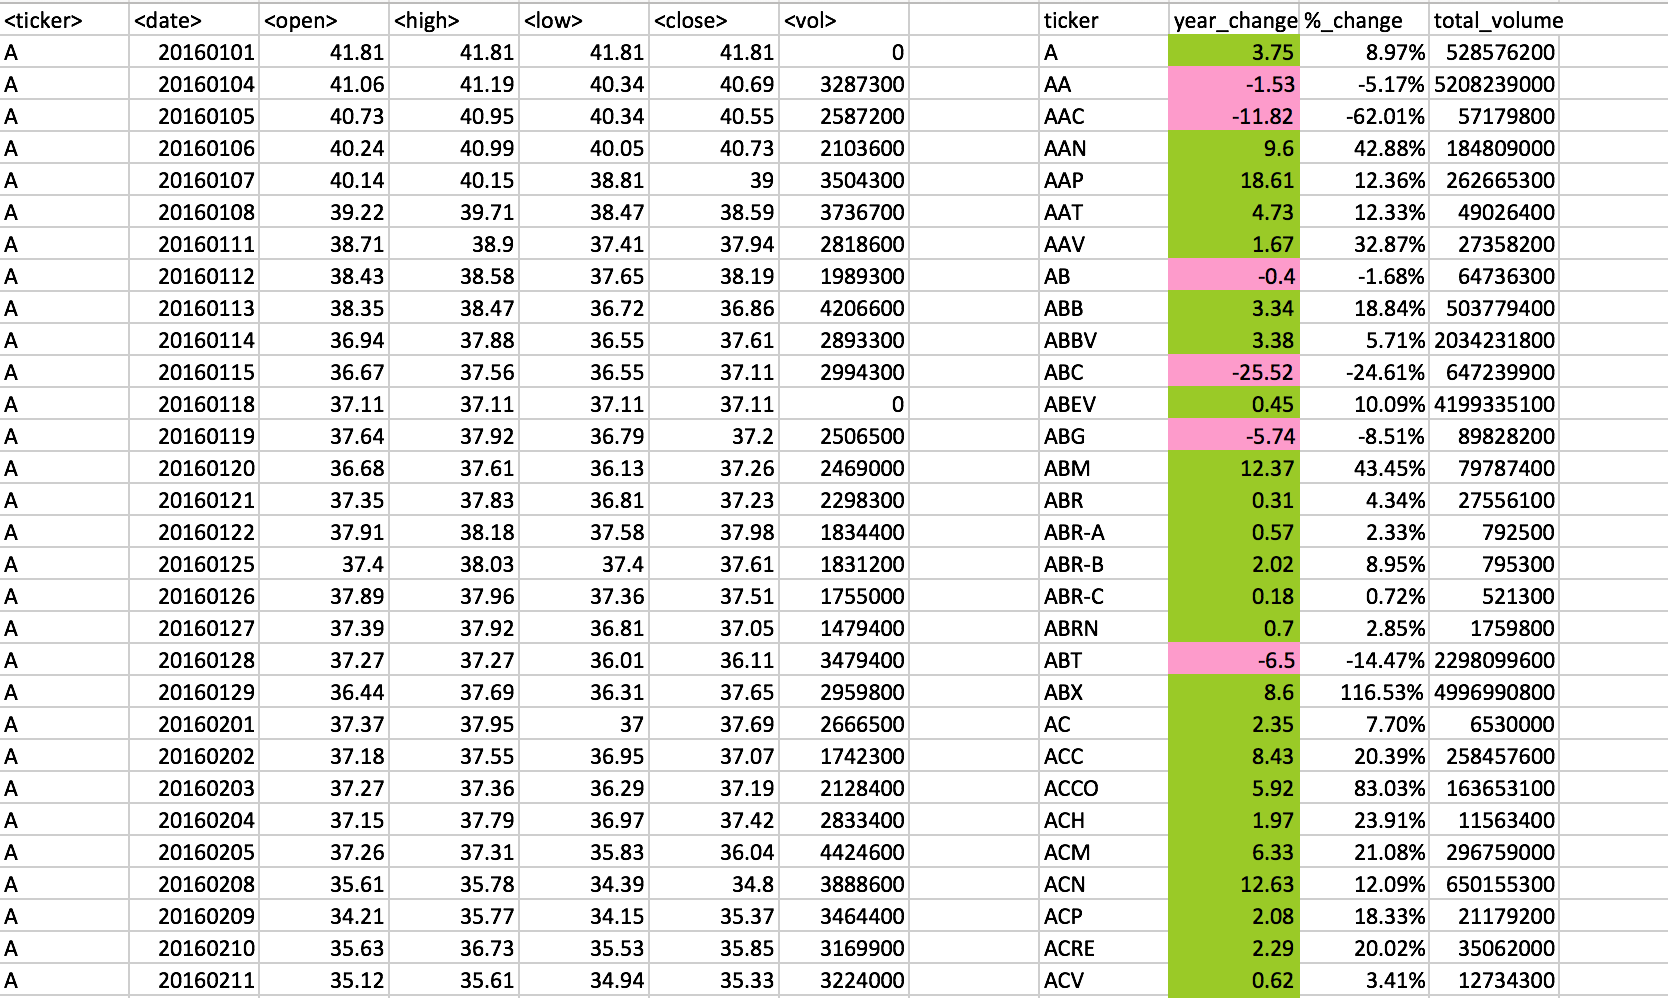 <ticker> <date> <open> <high> <low> <close> <vol> ticker year_change %_change total_volume
A 20160101 41.81 41.81 41.81 41.81 0 A 3.75 8.97% 528576200
A 20160104 41.06 41.19 40.34 40.69 3287300 AA -1.53 -5.17% 5208239000
A 20160105 40.73 40.95 40.34 40.55 2587200 AAC -11.82 -62.01% 57179800
A 20160106 40.24 40.99 40.05 40.73 2103600 AAN 9.6 42.88% 184809000
A 20160107 40.14 40.15 38.81 39 3504300 AAP 18.61 12.36% 262665300
A 20160108 39.22 39.71 38.47 38.59 3736700 AAT 4.73 12.33% 49026400
A 20160111 38.71 38.9 37.41 37.94 2818600 AAV 1.67 32.87% 27358200
A 20160112 38.43 38.58 37.65 38.19 1989300 AB -0.4 -1.68% 64736300
A 20160113 38.35 38.47 36.72 36.86 4206600 ABB 3.34 18.84% 503779400
A 20160114 36.94 37.88 36.55 37.61 2893300 ABBV 3.38 5.71% 2034231800
A 20160115 36.67 37.56 36.55 37.11 2994300 ABC -25.52 -24.61% 647239900
A 20160118 37.11 37.11 37.11 37.11 0 ABEV 0.45 10.09% 4199335100
A 20160119 37.64 37.92 36.79 37.2 2506500 ABG -5.74 -8.51% 89828200
A 20160120 36.68 37.61 36.13 37.26 2469000 ABM 12.37 43.45% 79787400
A 20160121 37.35 37.83 36.81 37.23 2298300 ABR 0.31 4.34% 27556100
A 20160122 37.91 38.18 37.58 37.98 1834400 ABR-A 0.57 2.33% 792500
A 20160125 37.4 38.03 37.4 37.61 1831200 ABR-B 2.02 8.95% 795300
A 20160126 37.89 37.96 37.36 37.51 1755000 ABR-C 0.18 0.72% 521300
A 20160127 37.39 37.92 36.81 37.05 1479400 ABRN 0.7 2.85% 1759800
A 20160128 37.27 37.27 36.01 36.11 3479400 ABT -6.5 -14.47% 2298099600
A 20160129 36.44 37.69 36.31 37.65 2959800 ABX 8.6 116.53% 4996990800
A 20160201 37.37 37.95 37 37.69 2666500 AC 2.35 7.70% 6530000
A 20160202 37.18 37.55 36.95 37.07 1742300 ACC 8.43 20.39% 258457600
A 20160203 37.27 37.36 36.29 37.19 2128400 ACCO 5.92 83.03% 163653100
A 20160204 37.15 37.79 36.97 37.42 2833400 ACH 1.97 23.91% 11563400
A 20160205 37.26 37.31 35.83 36.04 4424600 ACM 6.33 21.08% 296759000
A 20160208 35.61 35.78 34.39 34.8 3888600 ACN 12.63 12.09% 650155300
A 20160209 34.21 35.77 34.15 35.37 3464400 ACP 2.08 18.33% 21179200
A 20160210 35.63 36.73 35.53 35.85 3169900 ACRE 2.29 20.02% 35062000
A 20160211 35.12 35.61 34.94 35.33 3224000 ACV 0.62 3.41% 12734300